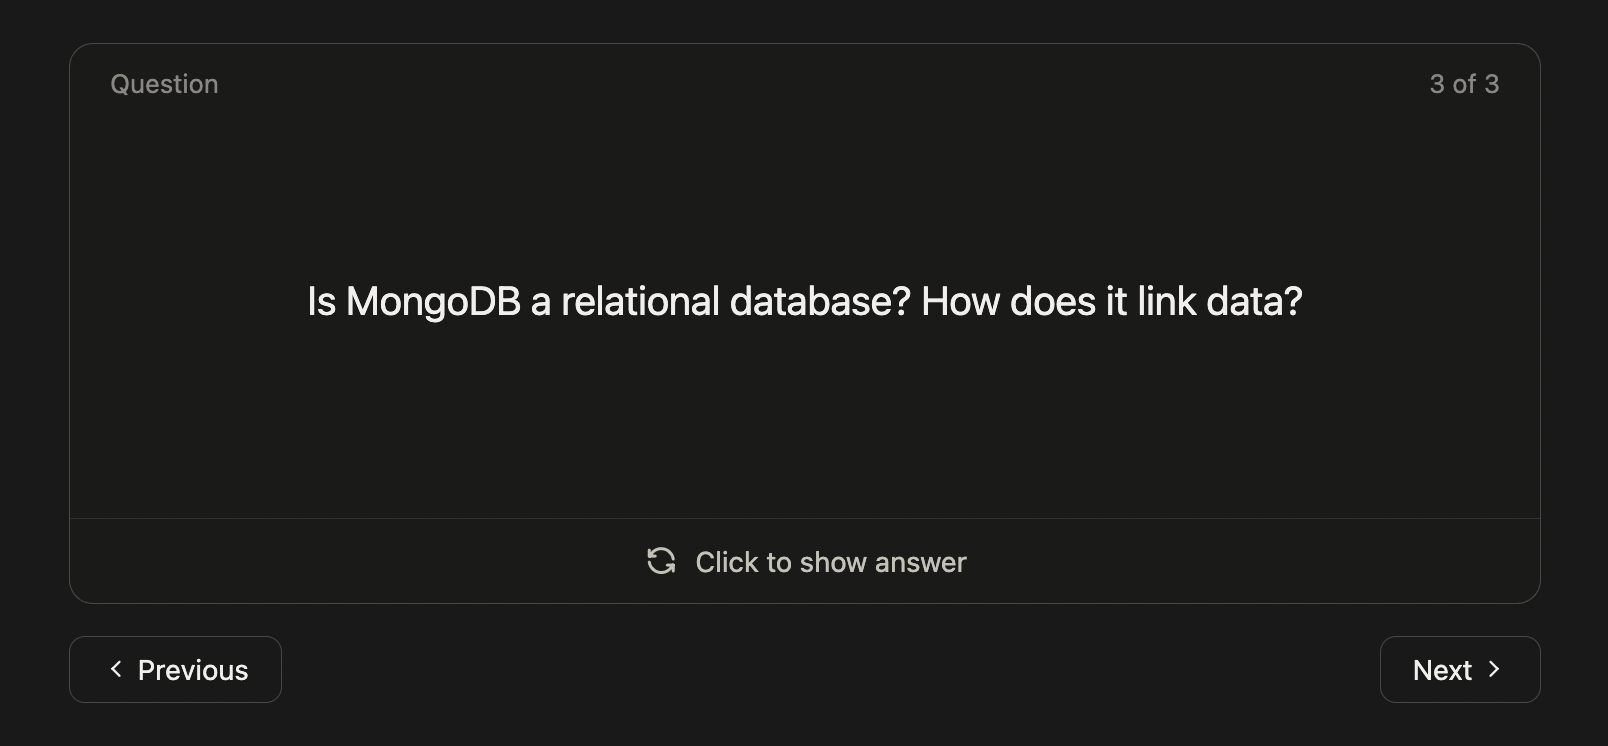 Question
3 of 3
Is MongoDB a relational database? How does it link data?
Click to show answer
Previous
Next